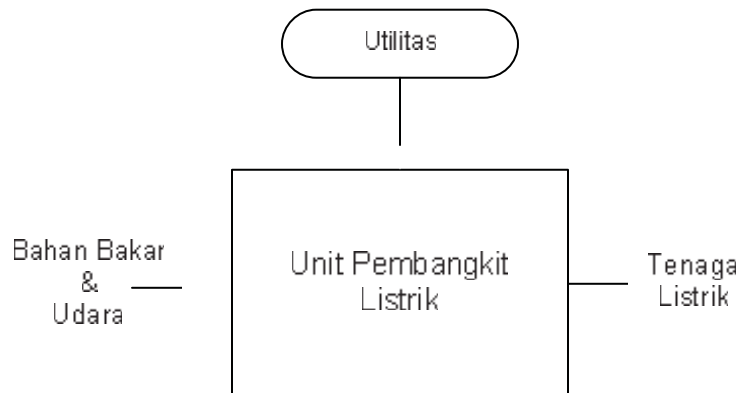 Utilitas
Bahan Bakar
&
Udara
Unit Pembangkit
Listrik
Tenaga
Listrik